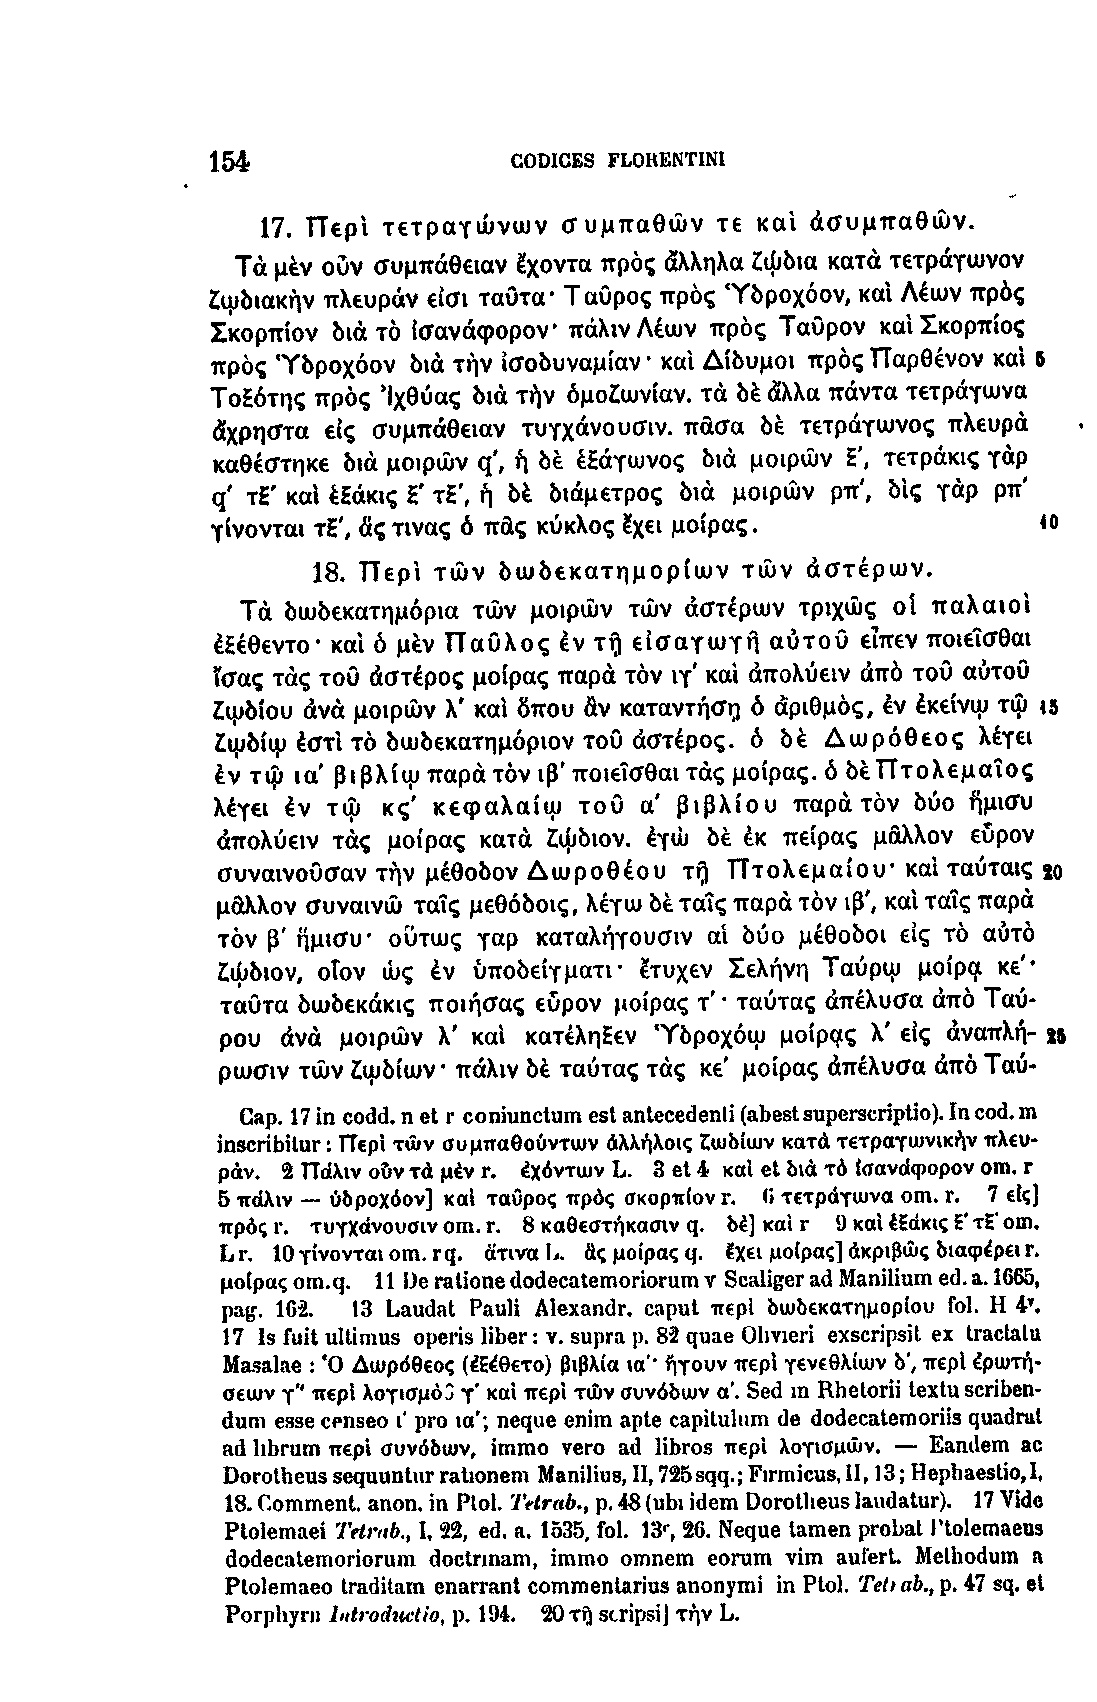 154 CODICES FLORENTINI
17. Περὶ τετραγώνων συμπαθῶν τε καὶ ἀσυμπαθῶν.
Τὰ μὲν οὖν συμπάθειαν ἔχοντα πρὸς ἄλληλα ζῴδια κατὰ τετράγωνον
ζῳδιακὴν πλευράν εἰσι ταῦτα· Ταῦρος πρὸς Ὑδροχόον, καὶ Λέων πρὸς
Σκορπίον διὰ τὸ ἰσανάφορον· πάλιν Λέων πρὸς Ταῦρον καὶ Σκορπίος
πρὸς Ὑδροχόον διὰ τὴν ἰσοδυναμίαν· καὶ Δίδυμοι πρὸς Παρθένον καὶ 5
Τοξότης πρὸς Ἰχθύας διὰ τὴν ὁμοζωνίαν. τὰ δὲ ἄλλα πάντα τετράγωνα
ἄχρηστα εἰς συμπάθειαν τυγχάνουσιν. πᾶσα δὲ τετράγωνος πλευρὰ
καθέστηκε διὰ μοιρῶν q′, ἡ δὲ ἑξάγωνος διὰ μοιρῶν ξ′, τετράκις γὰρ
q′ τξ′ καὶ ἑξάκις ξ′ τξ′, ἡ δὲ διάμετρος διὰ μοιρῶν ρπ′, δὶς γὰρ ρπ′
γίνονται τξ′, ἅς τινας ὁ πᾶς κύκλος ἔχει μοίρας. 10
18. Περὶ τῶν δωδεκατημορίων τῶν ἀστέρων.
Τὰ δωδεκατημόρια τῶν μοιρῶν τῶν ἀστέρων τριχῶς οἱ παλαιοὶ
ἐξέθεντο· καὶ ὁ μὲν Παῦλος ἐν τῇ εἰσαγωγῇ αὐτοῦ εἶπεν ποιεῖσθαι
ἴσας τὰς τοῦ ἀστέρος μοίρας παρὰ τὸν ιγ′ καὶ ἀπολύειν ἀπὸ τοῦ αὐτοῦ
ζῳδίου ἀνὰ μοιρῶν λ′ καὶ ὅπου ἂν καταντήσῃ ὁ ἀριθμὸς, ἐν ἐκείνῳ τῷ 15
ζῳδίῳ ἐστὶ τὸ δωδεκατημόριον τοῦ ἀστέρος. ὁ δὲ Δωρόθεος λέγει
ἐν τῷ ια′ βιβλίῳ παρὰ τὸν ιβ′ ποιεῖσθαι τὰς μοίρας. ὁ δὲ Πτολεμαῖος
λέγει ἐν τῷ κς′ κεφαλαίῳ τοῦ α′ βιβλίου παρὰ τὸν δύο ἥμισυ
ἀπολύειν τὰς μοίρας κατὰ ζῴδιον. ἐγὼ δὲ ἐκ πείρας μᾶλλον εὗρον
συναινοῦσαν τὴν μέθοδον Δωροθέου τῇ Πτολεμαίου· καὶ ταύταις 20
μᾶλλον συναινῶ ταῖς μεθόδοις, λέγω δὲ ταῖς παρὰ τὸν ιβ′, καὶ ταῖς παρὰ
τὸν β′ ἥμισυ· οὕτως γαρ καταλήγουσιν αἱ δύο μέθοδοι εἰς τὸ αὐτὸ
ζῴδιον, οἷον ὡς ἐν ὑποδείγματι· ἔτυχεν Σελήνη Ταύρῳ μοίρᾳ κε′·
ταῦτα δωδεκάκις ποιήσας εὗρον μοίρας τ′· ταύτας ἀπέλυσα ἀπὸ Ταύ-
ρου ἀνὰ μοιρῶν λ′ καὶ κατέληξεν Ὑδροχόῳ μοίρᾳς λ′ εἰς ἀναπλή- 25
ρωσιν τῶν ζῳδίων· πάλιν δὲ ταύτας τὰς κε′ μοίρας ἀπέλυσα ἀπὸ Ταύ-
Cap. 17 in codd. n et r coniunctum est antecedenti (abest superscriptio). In cod. m
inscribitur : Περὶ τῶν συμπαθούντων ἀλλήλοις ζωδίων κατὰ τετραγωνικὴν πλευ-
ράν. 2 Πάλιν οὖν τὰ μέν r. ἐχόντων L. 3 et 4 καὶ et διὰ τὸ ἰσανάφορον om. r
5 πάλιν — ὑδροχόον] καὶ ταῦρος πρὸς σκορπίον r. 6 τετράγωνα om. r. 7 εἰς]
πρὸς r. τυγχάνουσιν om. r. 8 καθεστήκασιν q. δὲ] καὶ r 9 καὶ ἑξάκις ξ′ τξ′ om.
L r. 10 γίνονται om. r q. ἅτινα L. ἃς μοίρας q. ἔχει μοίρας] ἀκριβῶς διαφέρει r.
μοίρας om. q. 11 De ratione dodecatemoriorum v Scaliger ad Manilium ed. a. 1665,
pag. 162. 13 Laudat Pauli Alexandr. caput περὶ δωδεκατημορίου fol. H 4ᵛ.
17 Is fuit ultimus operis liber : v. supra p. 82 quae Olivieri exscripsit ex tractatu
Masalae : Ὁ Δωρόθεος (ἐξέθετο) βιβλία ια′· ἤγουν περὶ γενεθλίων δ′, περὶ ἐρωτή-
σεων γ′· περὶ λογισμοῦ γ′ καὶ περὶ τῶν συνόδων α′. Sed in Rhetorii textu scriben-
dum esse censeo ι′ pro ια′; neque enim apte capitulum de dodecatemoriis quadrat
ad librum περὶ συνόδων, immo vero ad libros περὶ λογισμῶν. — Eandem ac
Dorotheus sequuntur rationem Manilius, II, 725 sqq.; Firmicus, II, 13; Hephaestio, I,
18. Comment. anon. in Ptol. Tetrab., p. 48 (ubi idem Dorotheus laudatur). 17 Vide
Ptolemaei Tetrab., I, 22, ed. a. 1535, fol. 13ʳ, 26. Neque tamen probat Ptolemaeus
dodecatemoriorum doctrinam, immo omnem eorum vim aufert. Methodum a
Ptolemaeo traditam enarrant commentarius anonymi in Ptol. Tetrab., p. 47 sq. et
Porphyrii Introductio, p. 194. 20 τῇ scripsi] τὴν L.